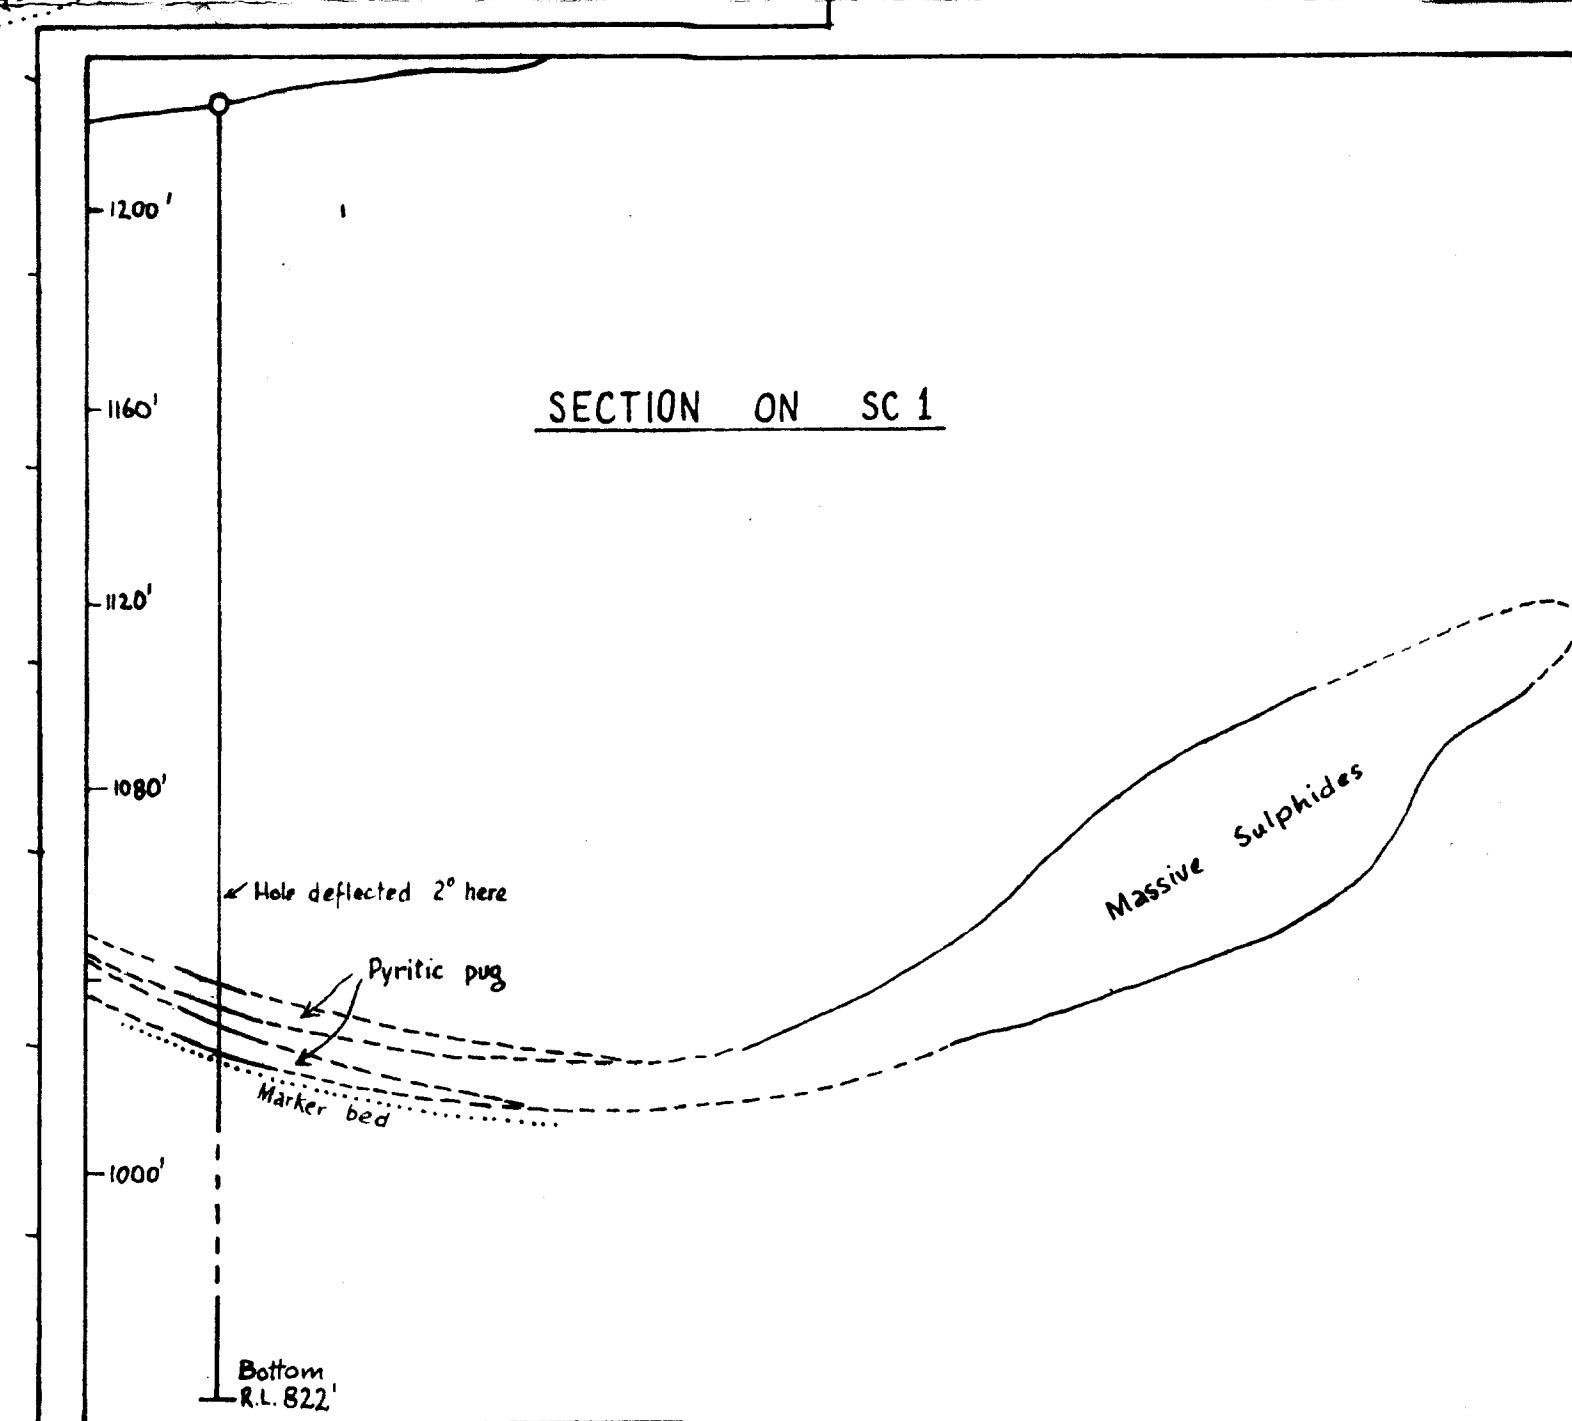 1200'
SECTION ON SC 1
1160'
1120'
1080'
Massive Sulphides
Hole deflected 2° here
Pyritic pug
Marker bed
1000'
Bottom
R.L. 822'